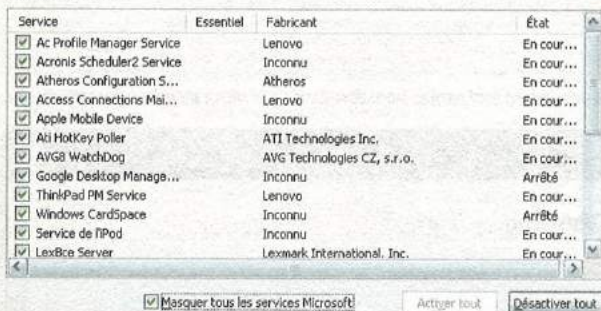 Service Essentiel Fabricant État
Ac Profile Manager Service Lenovo En cour...
Acronis Scheduler2 Service Inconnu En cour...
Atheros Configuration S... Atheros En cour...
Access Connections Mai... Lenovo En cour...
Apple Mobile Device Inconnu En cour...
Ati HotKey Poller ATI Technologies Inc. En cour...
AVG8 WatchDog AVG Technologies CZ, s.r.o. En cour...
Google Desktop Manage... Inconnu Arrêté
ThinkPad PM Service Lenovo En cour...
Windows CardSpace Inconnu Arrêté
Service de l'iPod Inconnu En cour...
LexBce Server Lexmark International, Inc. En cour...
Masquer tous les services Microsoft Activer tout Désactiver tout